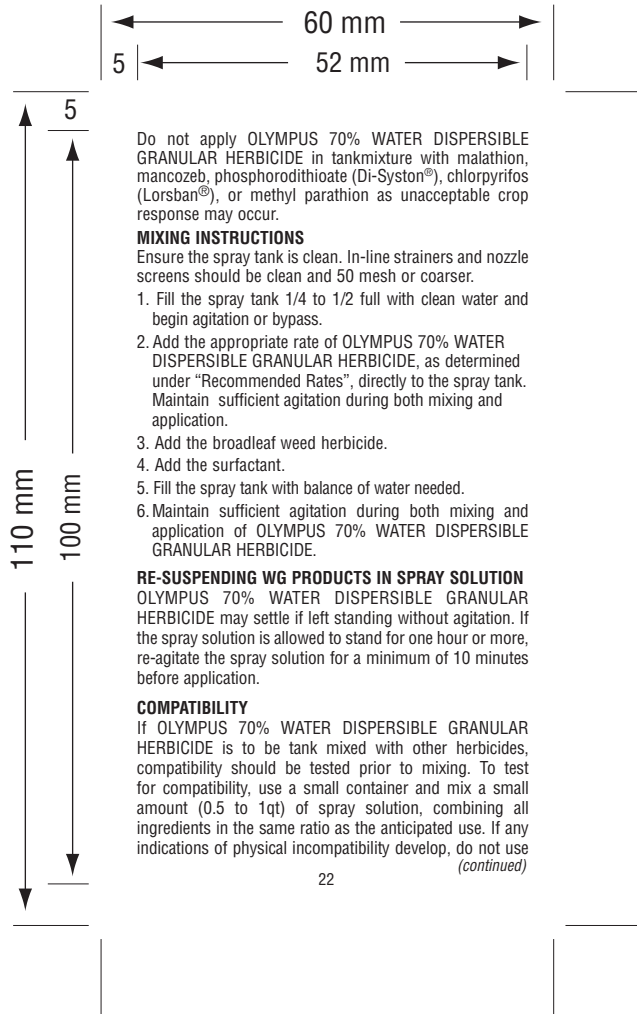 60 mm
5
52 mm
5
110 mm
100 mm
Do not apply OLYMPUS 70% WATER DISPERSIBLE
GRANULAR HERBICIDE in tankmixture with malathion,
mancozeb, phosphorodithioate (Di-Syston®), chlorpyrifos
(Lorsban®), or methyl parathion as unacceptable crop
response may occur.
MIXING INSTRUCTIONS
Ensure the spray tank is clean. In-line strainers and nozzle
screens should be clean and 50 mesh or coarser.
1. Fill the spray tank 1/4 to 1/2 full with clean water and
begin agitation or bypass.
2. Add the appropriate rate of OLYMPUS 70% WATER
DISPERSIBLE GRANULAR HERBICIDE, as determined
under “Recommended Rates”, directly to the spray tank.
Maintain sufficient agitation during both mixing and
application.
3. Add the broadleaf weed herbicide.
4. Add the surfactant.
5. Fill the spray tank with balance of water needed.
6. Maintain sufficient agitation during both mixing and
application of OLYMPUS 70% WATER DISPERSIBLE
GRANULAR HERBICIDE.
RE-SUSPENDING WG PRODUCTS IN SPRAY SOLUTION
OLYMPUS 70% WATER DISPERSIBLE GRANULAR
HERBICIDE may settle if left standing without agitation. If
the spray solution is allowed to stand for one hour or more,
re-agitate the spray solution for a minimum of 10 minutes
before application.
COMPATIBILITY
If OLYMPUS 70% WATER DISPERSIBLE GRANULAR
HERBICIDE is to be tank mixed with other herbicides,
compatibility should be tested prior to mixing. To test
for compatibility, use a small container and mix a small
amount (0.5 to 1qt) of spray solution, combining all
ingredients in the same ratio as the anticipated use. If any
indications of physical incompatibility develop, do not use
(continued)
22